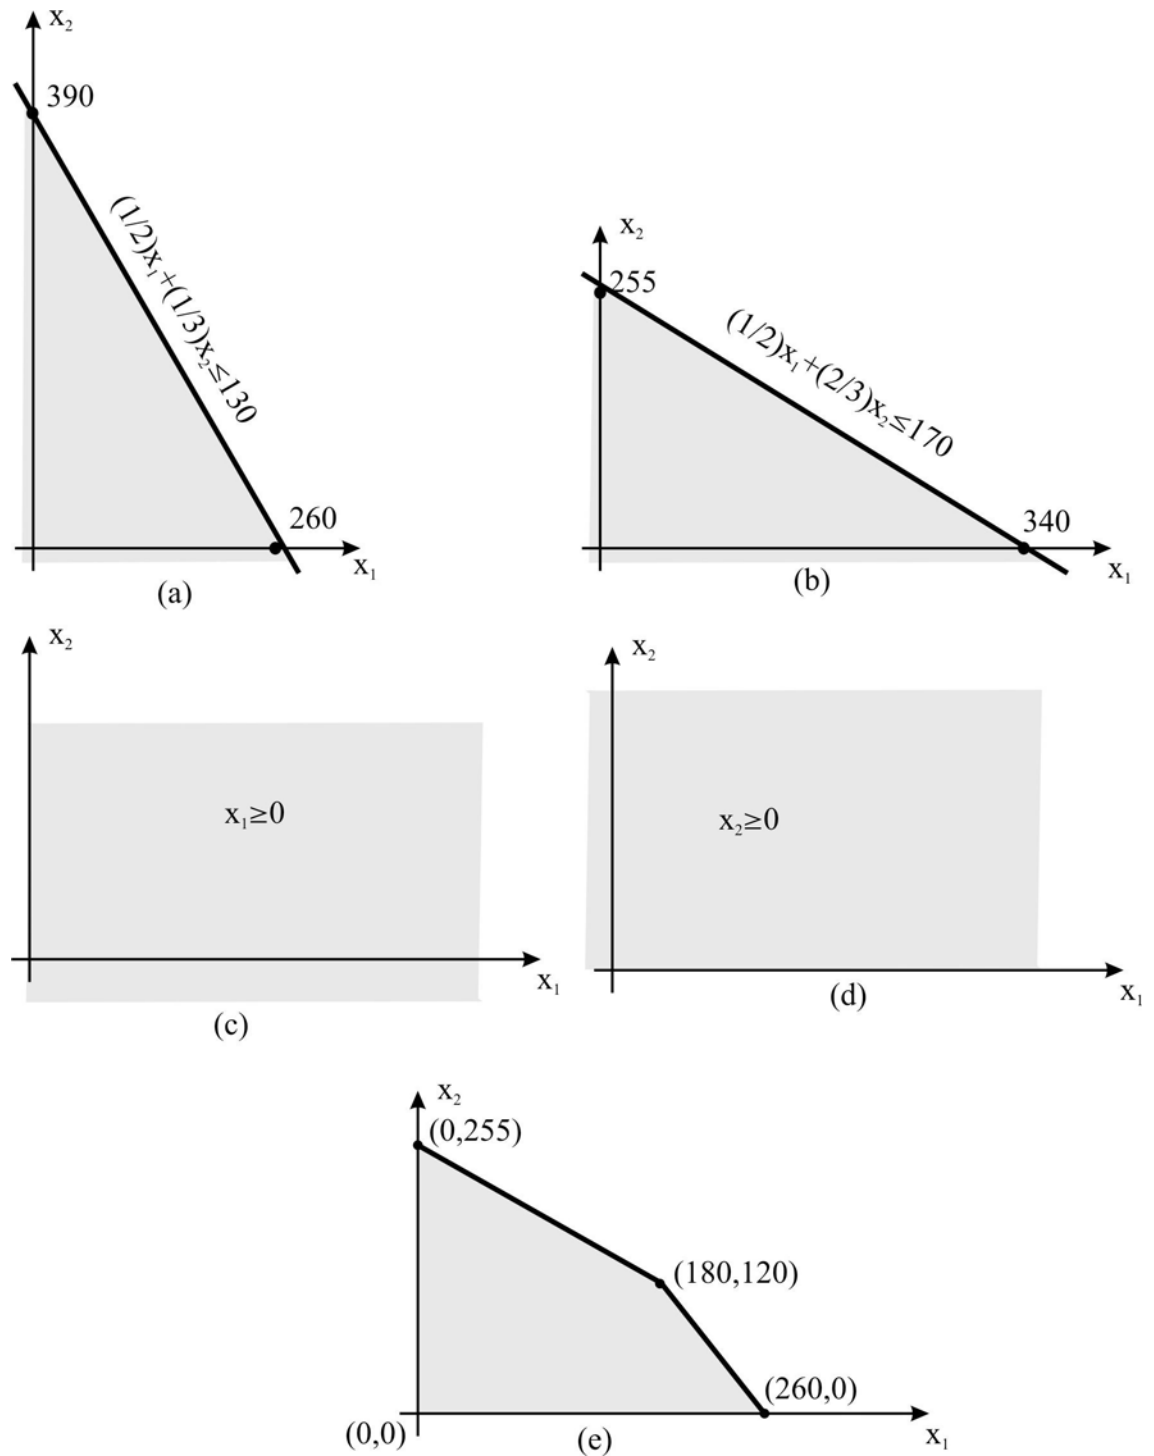 x₂
390
(1/2)x₁+(1/3)x₂≤130
260
x₁
(a)
x₂
255
(1/2)x₁+(2/3)x₂≤170
340
x₁
(b)
x₂
x₁≥0
x₁
(c)
x₂
x₂≥0
x₁
(d)
x₂
(0,255)
(180,120)
(260,0)
(0,0)
x₁
(e)